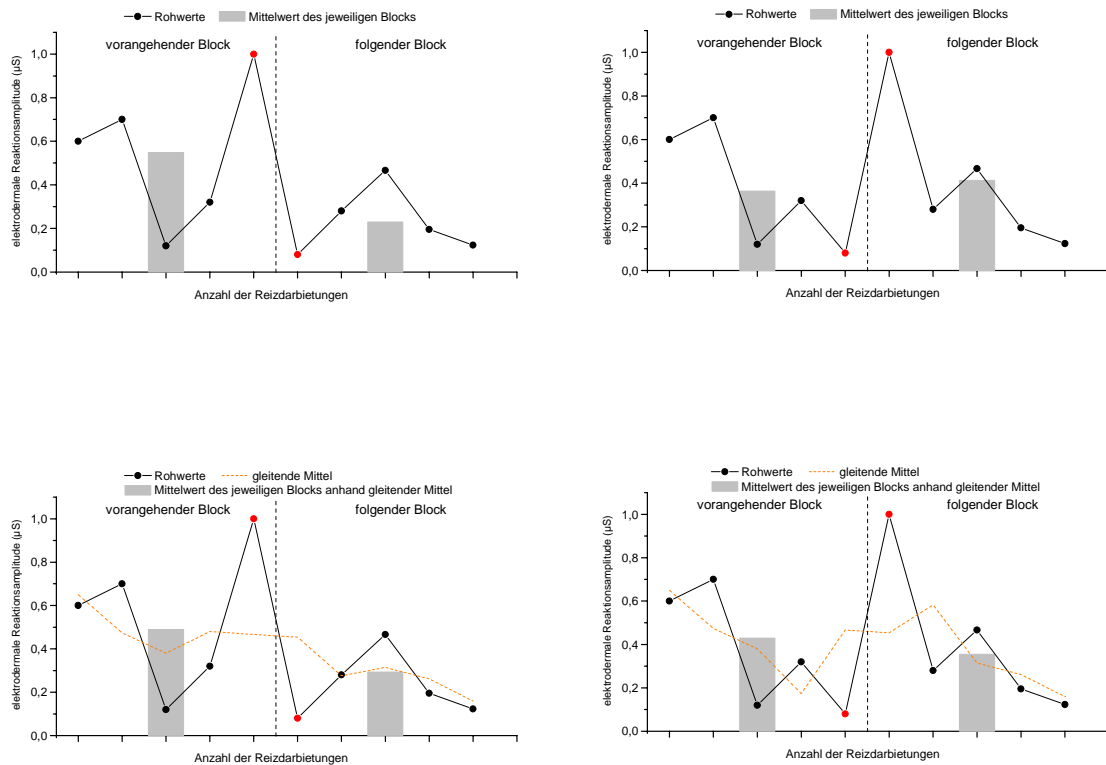 Rohwerte Mittelwert des jeweiligen Blocks
vorangehender Block folgender Block
elektrodermale Reaktionsamplitude (µS)
1,0
0,8
0,6
0,4
0,2
0,0
Anzahl der Reizdarbietungen
Rohwerte Mittelwert des jeweiligen Blocks
vorangehender Block folgender Block
elektrodermale Reaktionsamplitude (µS)
1,0
0,8
0,6
0,4
0,2
0,0
Anzahl der Reizdarbietungen
Rohwerte gleitende Mittel
Mittelwert des jeweiligen Blocks anhand gleitender Mittel
vorangehender Block folgender Block
elektrodermale Reaktionsamplitude (µS)
1,0
0,8
0,6
0,4
0,2
0,0
Anzahl der Reizdarbietungen
Rohwerte gleitende Mittel
Mittelwert des jeweiligen Blocks anhand gleitender Mittel
vorangehender Block folgender Block
elektrodermale Reaktionsamplitude (µS)
1,0
0,8
0,6
0,4
0,2
0,0
Anzahl der Reizdarbietungen